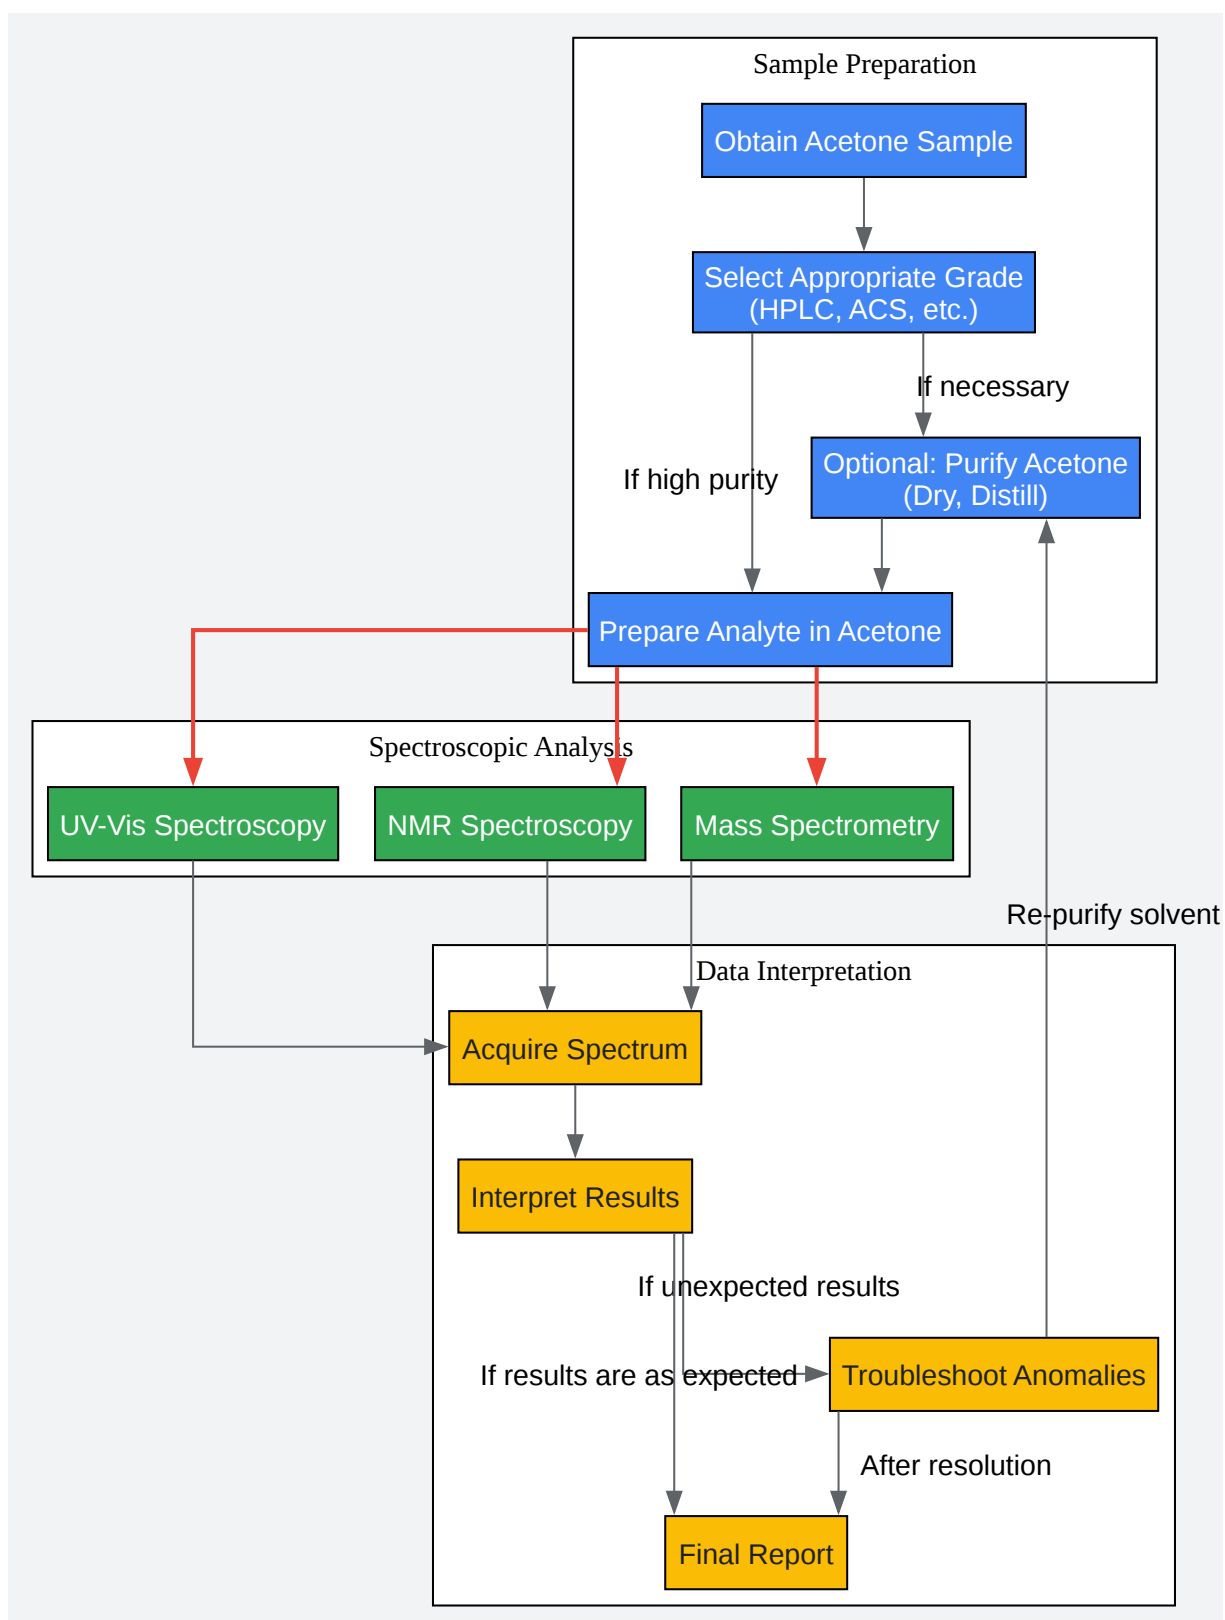 Sample Preparation
Obtain Acetone Sample
Select Appropriate Grade
(HPLC, ACS, etc.)
If necessary
Optional: Purify Acetone
(Dry, Distill)
If high purity
Prepare Analyte in Acetone
Spectroscopic Analysis
UV-Vis Spectroscopy
NMR Spectroscopy
Mass Spectrometry
Re-purify solvent
Data Interpretation
Acquire Spectrum
Interpret Results
If unexpected results
If results are as expected
Troubleshoot Anomalies
After resolution
Final Report